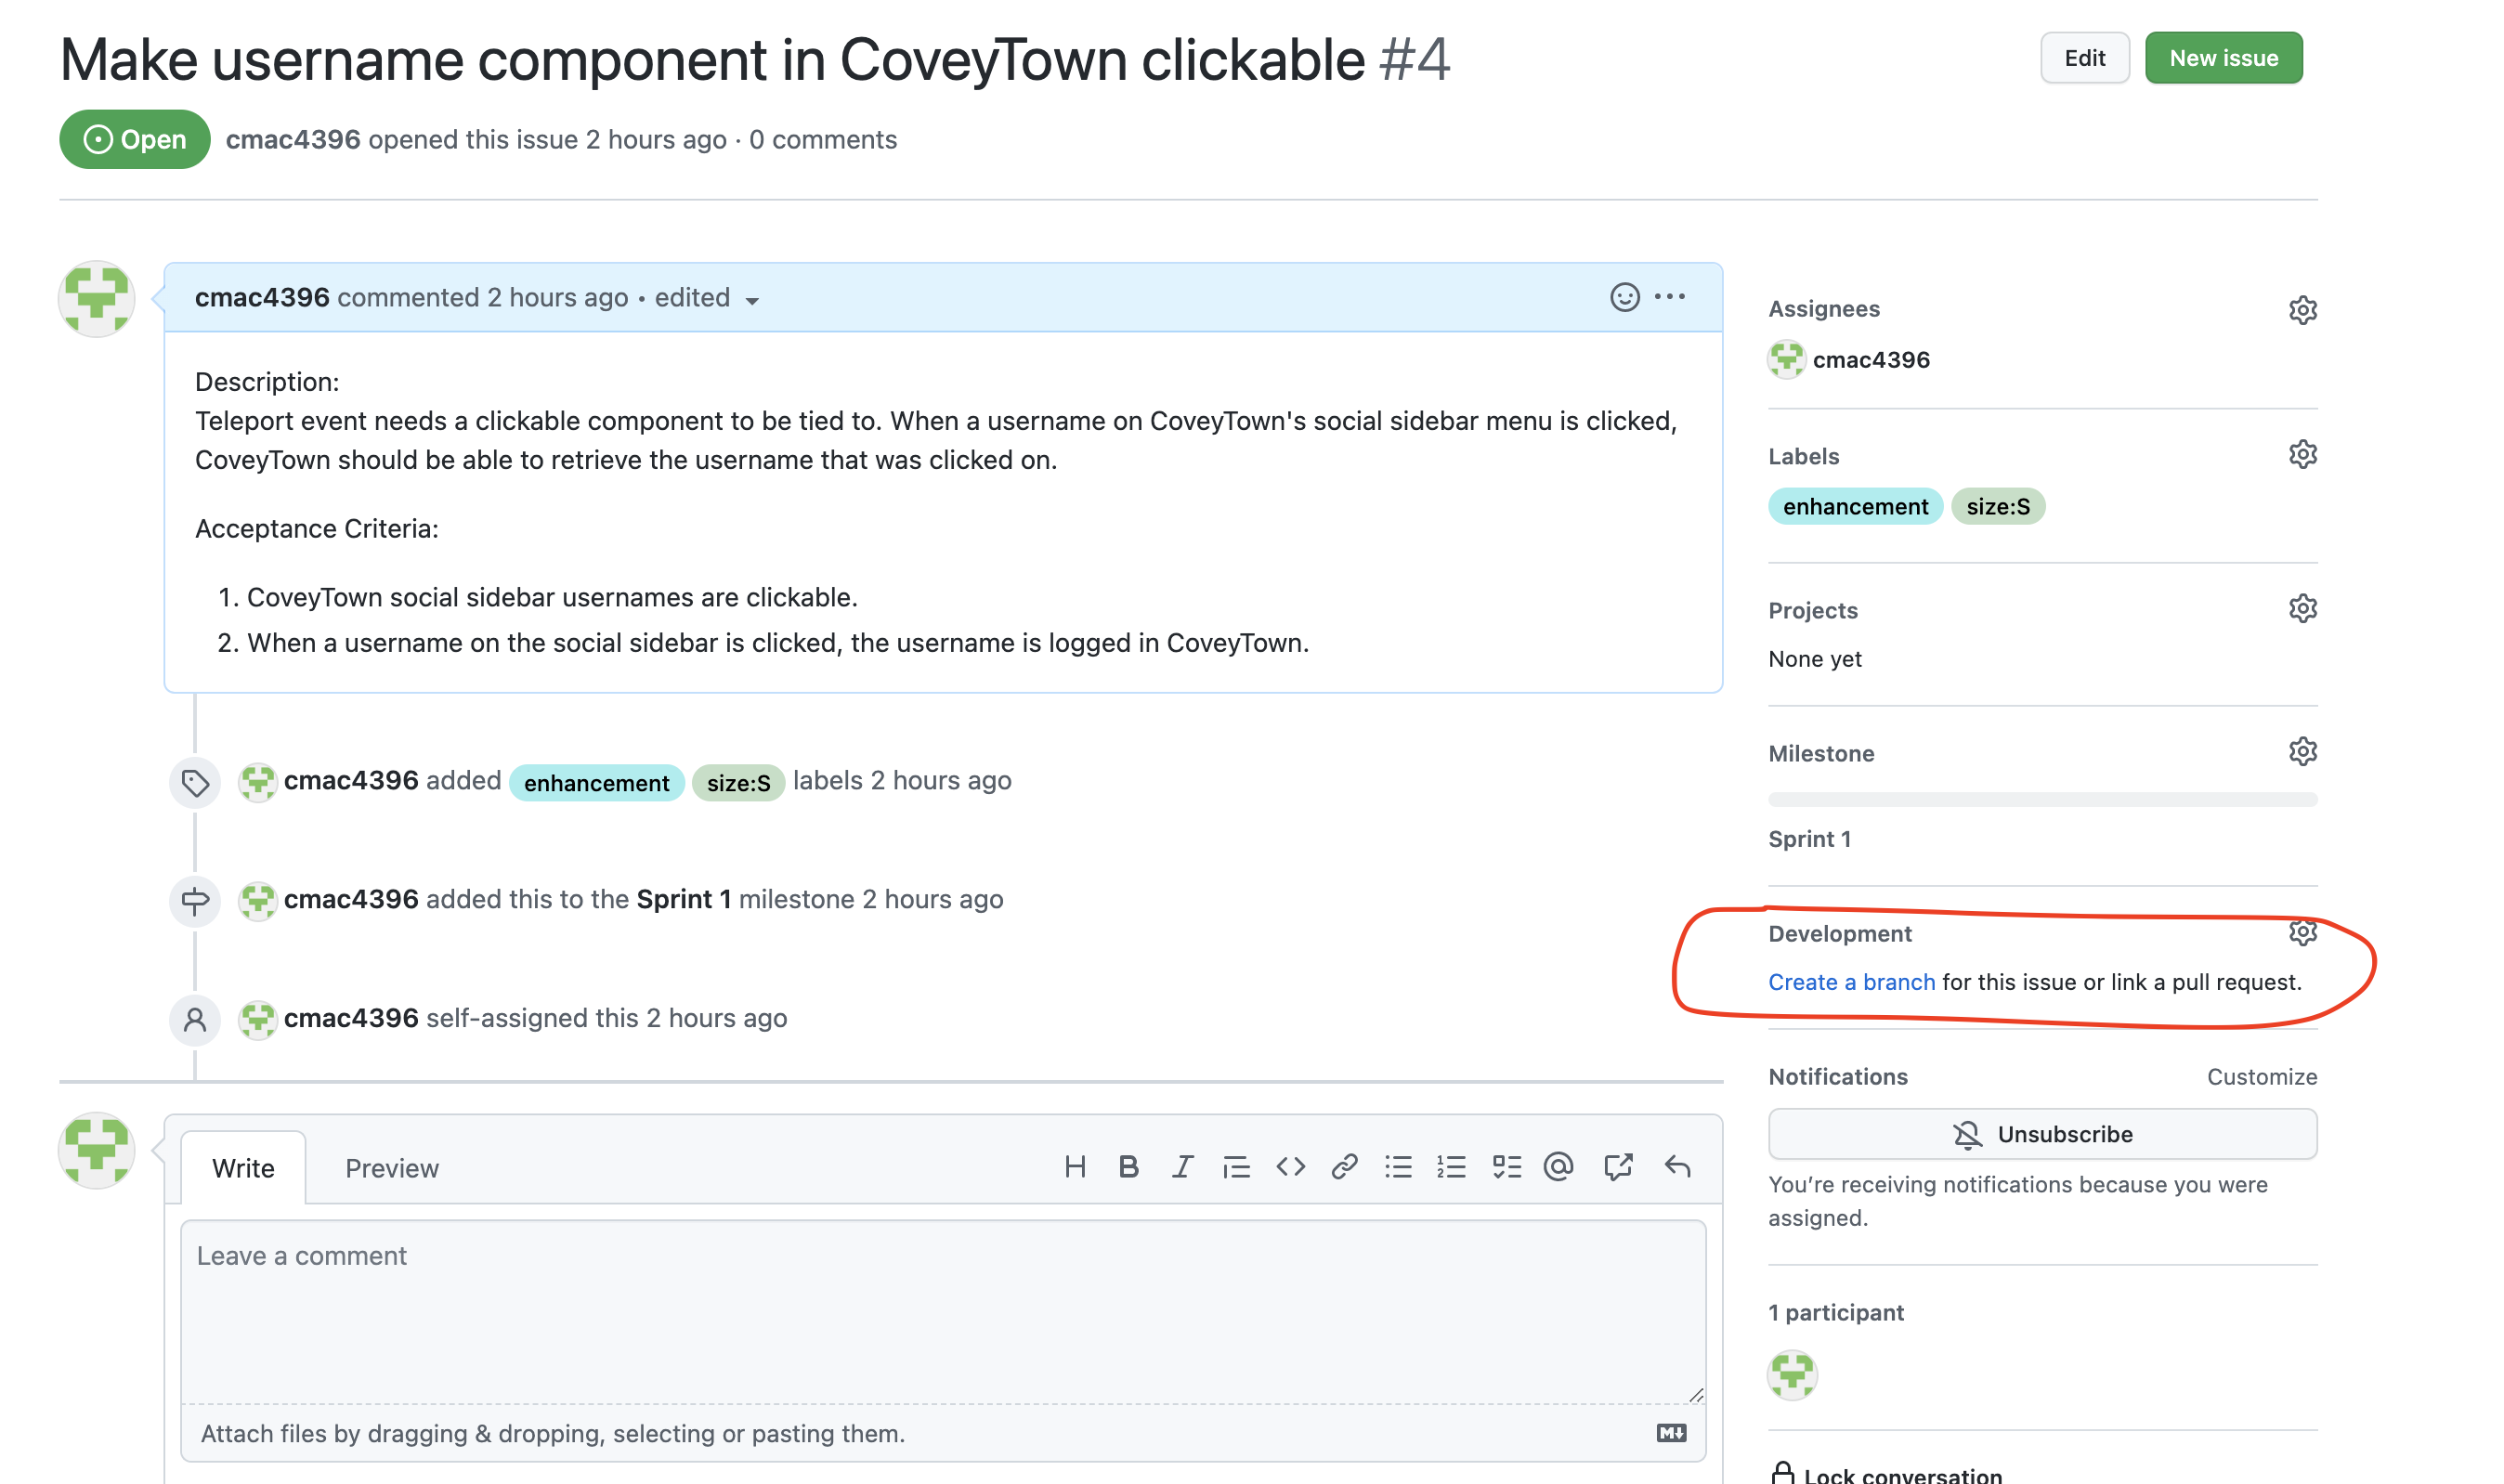 Make username component in CoveyTown clickable #4
Edit
New issue
Open
cmac4396 opened this issue 2 hours ago · 0 comments
cmac4396 commented 2 hours ago • edited
Description:
Teleport event needs a clickable component to be tied to. When a username on CoveyTown's social sidebar menu is clicked,
CoveyTown should be able to retrieve the username that was clicked on.
Acceptance Criteria:
1. CoveyTown social sidebar usernames are clickable.
2. When a username on the social sidebar is clicked, the username is logged in CoveyTown.
cmac4396 added enhancement size:S labels 2 hours ago
cmac4396 added this to the Sprint 1 milestone 2 hours ago
cmac4396 self-assigned this 2 hours ago
Write
Preview
Leave a comment
Attach files by dragging & dropping, selecting or pasting them.
Assignees
cmac4396
Labels
enhancement size:S
Projects
None yet
Milestone
Sprint 1
Development
Create a branch for this issue or link a pull request.
Notifications
Customize
Unsubscribe
You’re receiving notifications because you were
assigned.
1 participant
Lock conversation